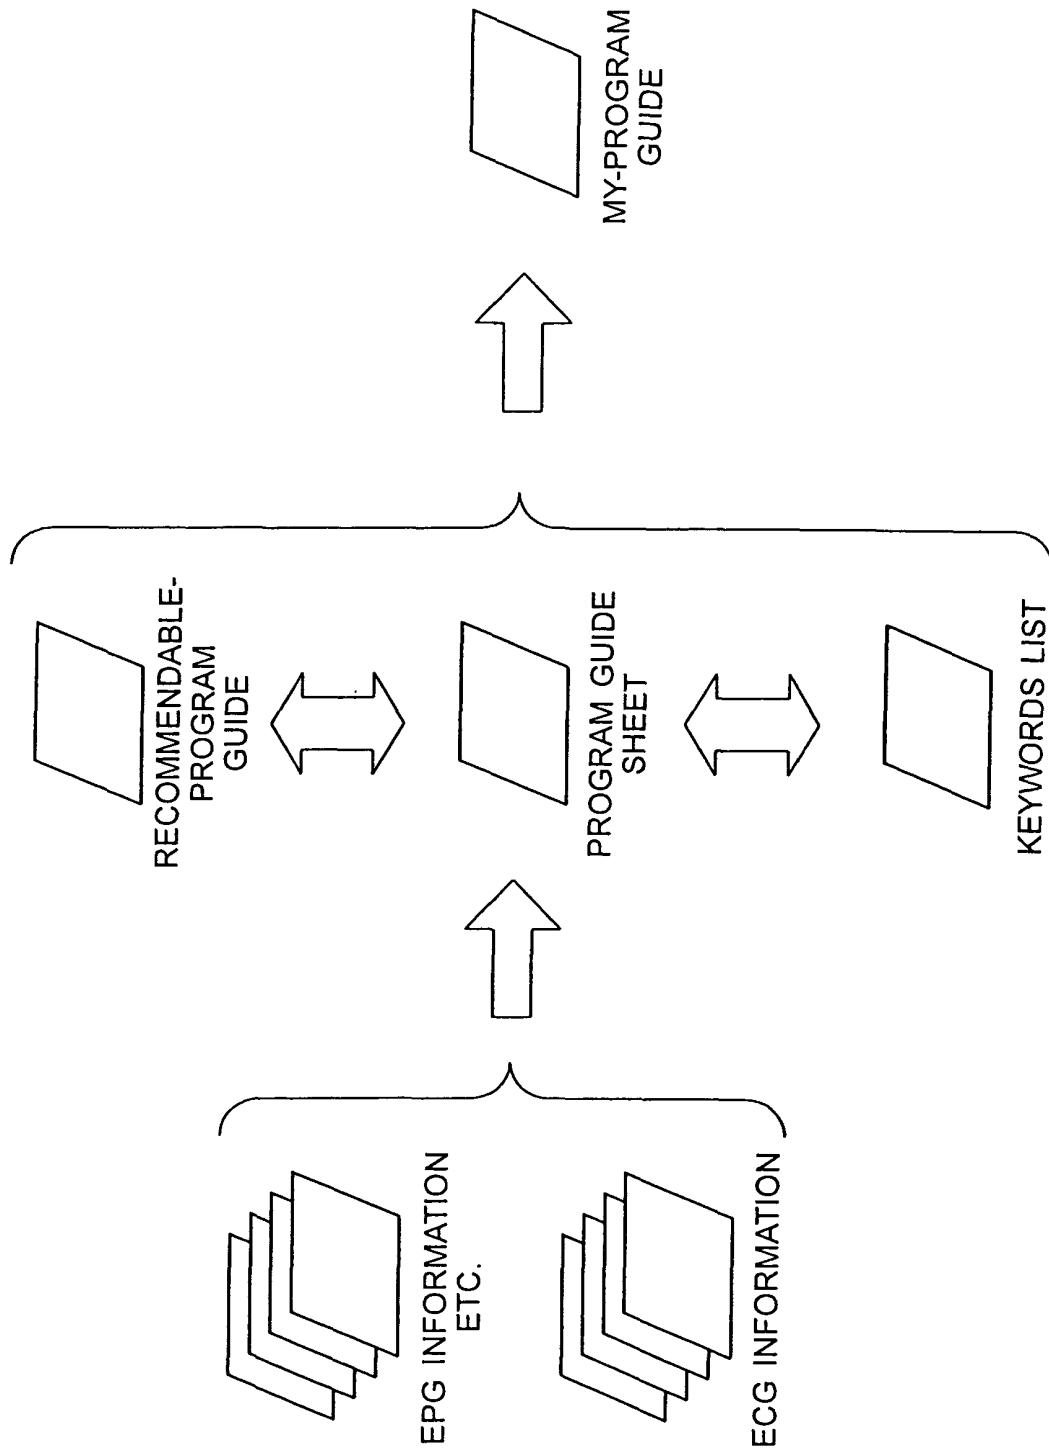 EPG INFORMATION
ETC.
ECG INFORMATION
RECOMMENDABLE-
PROGRAM
GUIDE
PROGRAM GUIDE
SHEET
KEYWORDS LIST
MY-PROGRAM
GUIDE